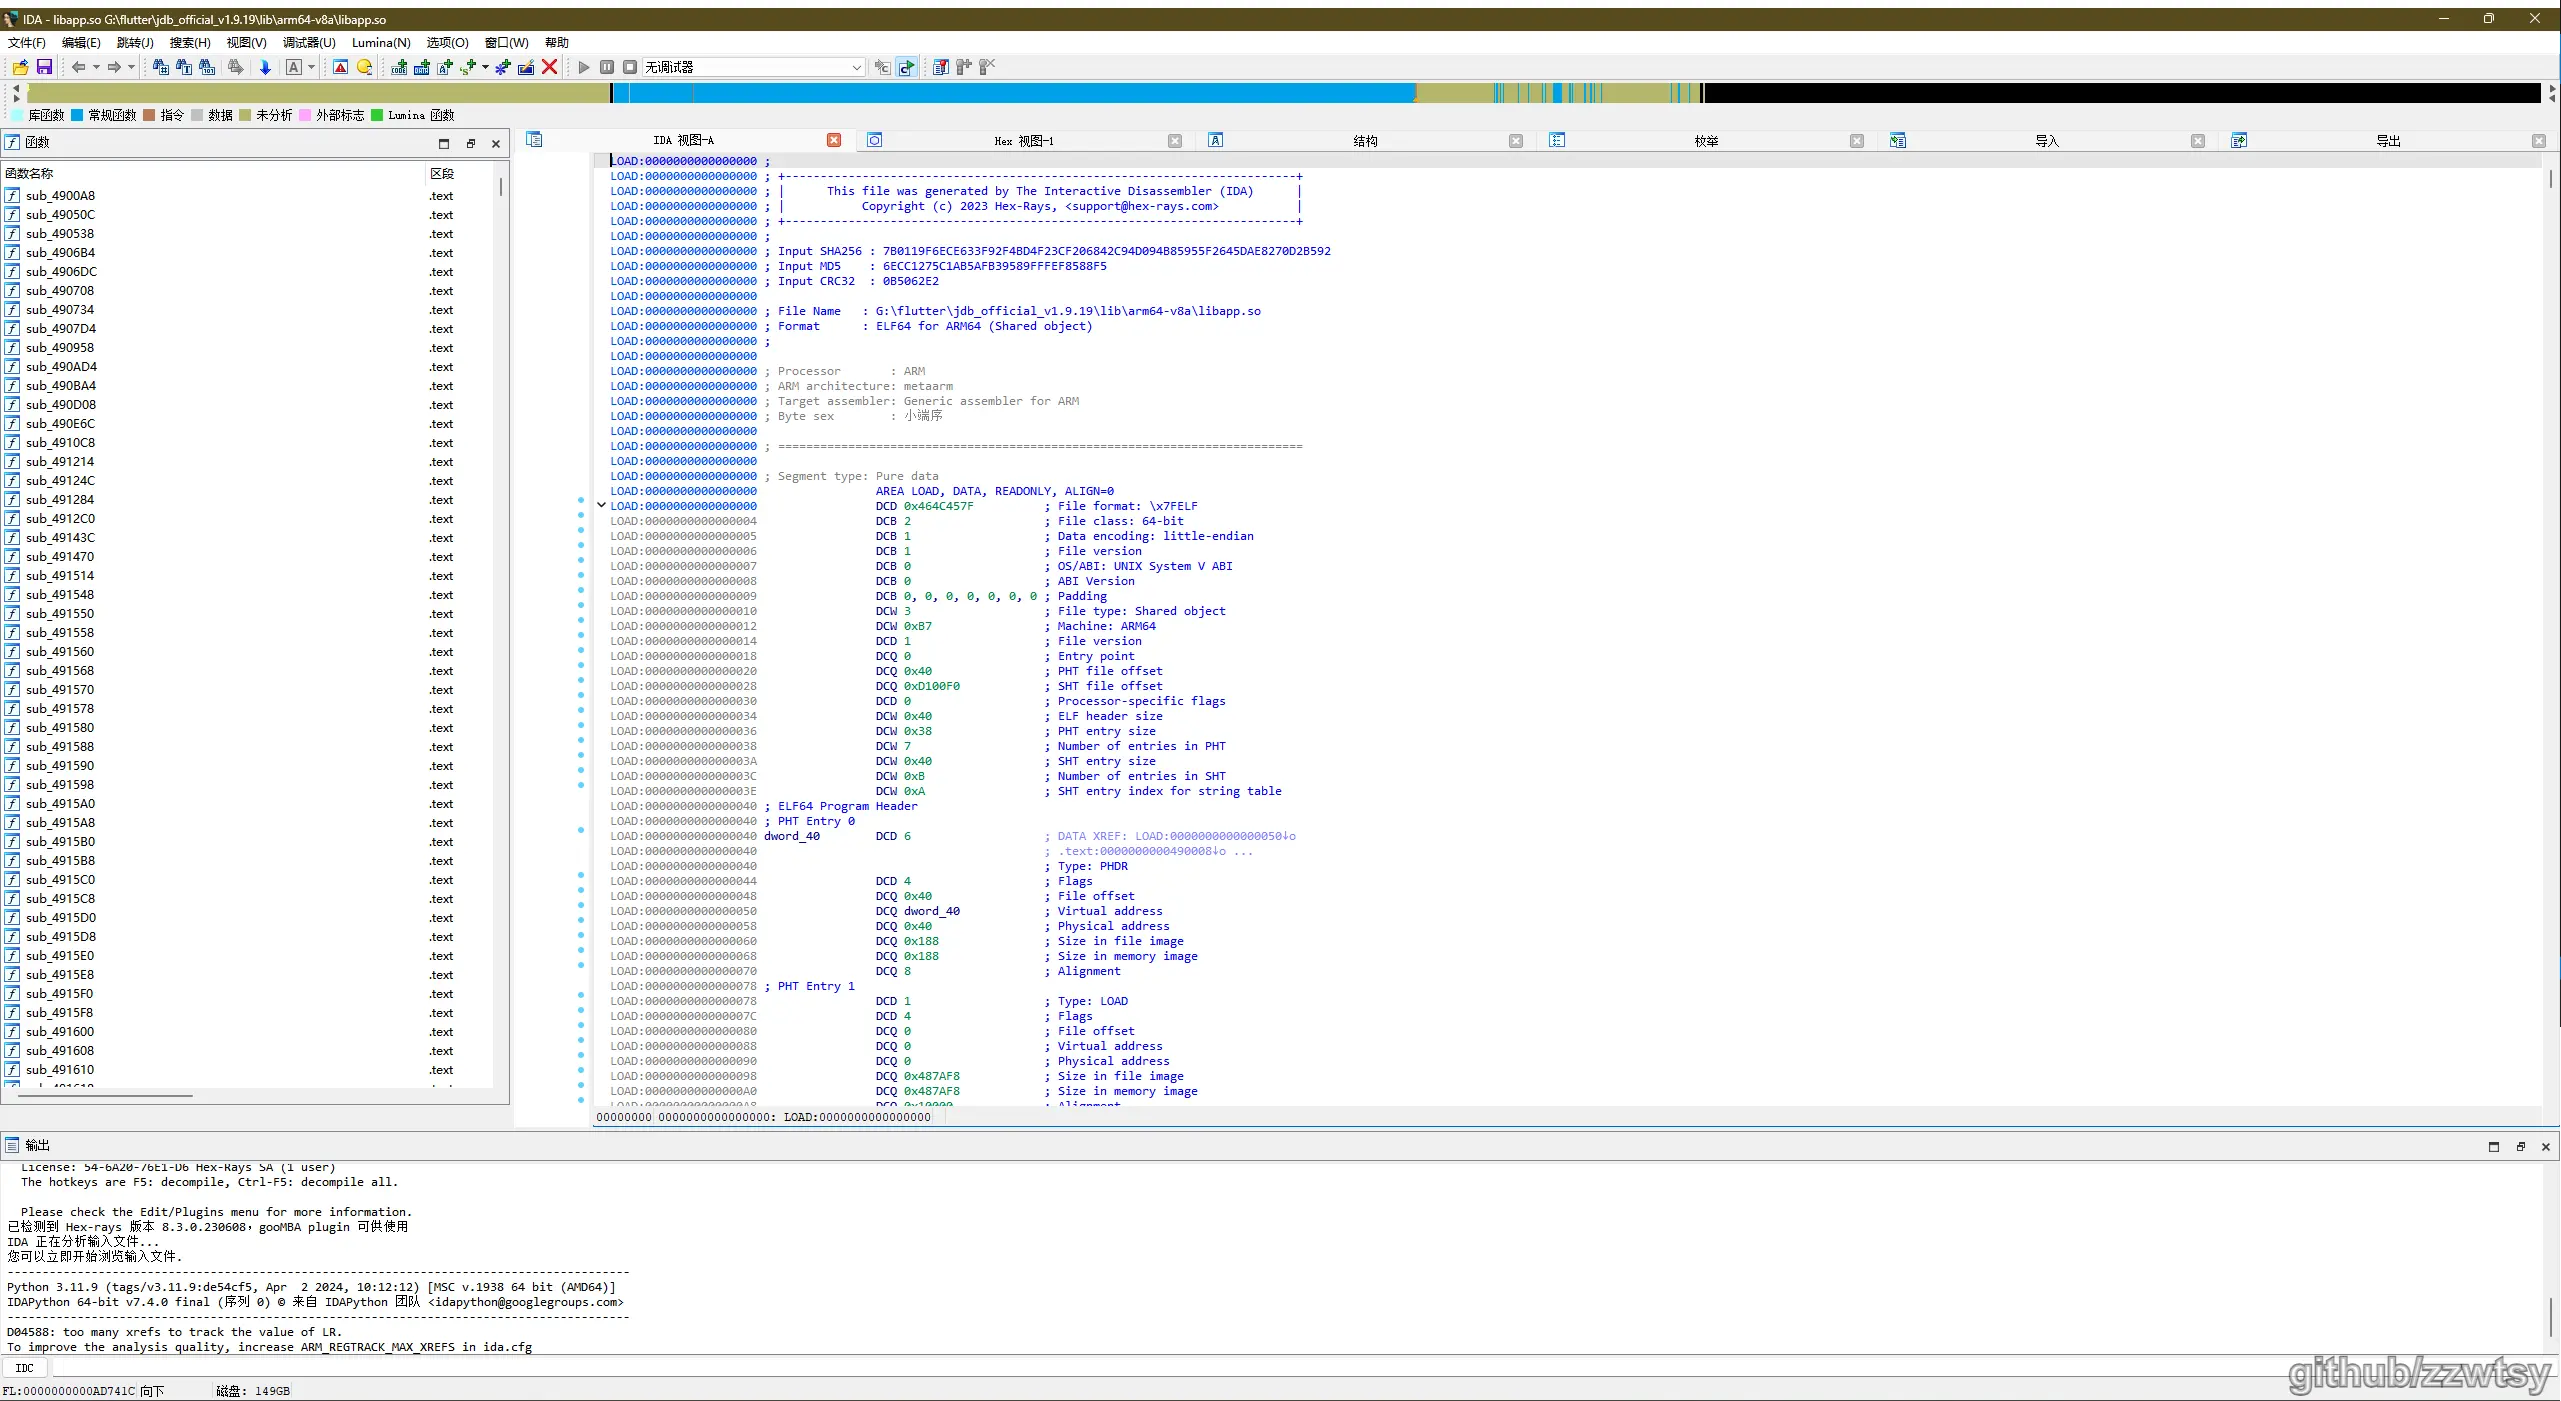 IDA - libapp.so G:\flutter\jdb_official_v1.9.19\lib\arm64-v8a\libapp.so
文件(F) 编辑(E) 跳转(J) 搜索(H) 视图(V) 调试器(U) Lumina(N) 选项(O) 窗口(W) 帮助
无调试器
库函数 常规函数 指令 数据 未分析 外部标志 Lumina 函数
函数
函数名称 区段
sub_4900A8 .text
sub_49050C .text
sub_490538 .text
sub_4906B4 .text
sub_4906DC .text
sub_490708 .text
sub_490734 .text
sub_4907D4 .text
sub_490958 .text
sub_490AD4 .text
sub_490BA4 .text
sub_490D08 .text
sub_490E6C .text
sub_4910C8 .text
sub_491214 .text
sub_49124C .text
sub_491284 .text
sub_4912C0 .text
sub_49143C .text
sub_491470 .text
sub_491514 .text
sub_491548 .text
sub_491550 .text
sub_491558 .text
sub_491560 .text
sub_491568 .text
sub_491570 .text
sub_491578 .text
sub_491580 .text
sub_491588 .text
sub_491590 .text
sub_491598 .text
sub_4915A0 .text
sub_4915A8 .text
sub_4915B0 .text
sub_4915B8 .text
sub_4915C0 .text
sub_4915C8 .text
sub_4915D0 .text
sub_4915D8 .text
sub_4915E0 .text
sub_4915E8 .text
sub_4915F0 .text
sub_4915F8 .text
sub_491600 .text
sub_491608 .text
sub_491610 .text
IDA 视图-A Hex 视图-1 结构 枚举 导入 导出
LOAD:0000000000000000 ;
LOAD:0000000000000000 ; +-------------------------------------------------------------------------+
LOAD:0000000000000000 ; | This file was generated by The Interactive Disassembler (IDA) |
LOAD:0000000000000000 ; | Copyright (c) 2023 Hex-Rays, <support@hex-rays.com> |
LOAD:0000000000000000 ; +-------------------------------------------------------------------------+
LOAD:0000000000000000 ;
LOAD:0000000000000000 ; Input SHA256 : 7B0119F6ECE633F92F4BD4F23CF206842C94D094B85955F2645DAE8270D2B592
LOAD:0000000000000000 ; Input MD5 : 6ECC1275C1AB5AFB39589FFFEF8588F5
LOAD:0000000000000000 ; Input CRC32 : 0B5062E2
LOAD:0000000000000000
LOAD:0000000000000000 ; File Name : G:\flutter\jdb_official_v1.9.19\lib\arm64-v8a\libapp.so
LOAD:0000000000000000 ; Format : ELF64 for ARM64 (Shared object)
LOAD:0000000000000000 ;
LOAD:0000000000000000
LOAD:0000000000000000 ; Processor : ARM
LOAD:0000000000000000 ; ARM architecture: metaarm
LOAD:0000000000000000 ; Target assembler: Generic assembler for ARM
LOAD:0000000000000000 ; Byte sex : 小端序
LOAD:0000000000000000
LOAD:0000000000000000 ; ===========================================================================
LOAD:0000000000000000
LOAD:0000000000000000 ; Segment type: Pure data
LOAD:0000000000000000 AREA LOAD, DATA, READONLY, ALIGN=0
LOAD:0000000000000000 DCD 0x464C457F ; File format: \x7FELF
LOAD:0000000000000004 DCB 2 ; File class: 64-bit
LOAD:0000000000000005 DCB 1 ; Data encoding: little-endian
LOAD:0000000000000006 DCB 1 ; File version
LOAD:0000000000000007 DCB 0 ; OS/ABI: UNIX System V ABI
LOAD:0000000000000008 DCB 0 ; ABI Version
LOAD:0000000000000009 DCB 0, 0, 0, 0, 0, 0, 0 ; Padding
LOAD:0000000000000010 DCW 3 ; File type: Shared object
LOAD:0000000000000012 DCW 0xB7 ; Machine: ARM64
LOAD:0000000000000014 DCD 1 ; File version
LOAD:0000000000000018 DCQ 0 ; Entry point
LOAD:0000000000000020 DCQ 0x40 ; PHT file offset
LOAD:0000000000000028 DCQ 0xD100F0 ; SHT file offset
LOAD:0000000000000030 DCD 0 ; Processor-specific flags
LOAD:0000000000000034 DCW 0x40 ; ELF header size
LOAD:0000000000000036 DCW 0x38 ; PHT entry size
LOAD:0000000000000038 DCW 7 ; Number of entries in PHT
LOAD:000000000000003A DCW 0x40 ; SHT entry size
LOAD:000000000000003C DCW 0xB ; Number of entries in SHT
LOAD:000000000000003E DCW 0xA ; SHT entry index for string table
LOAD:0000000000000040 ; ELF64 Program Header
LOAD:0000000000000040 ; PHT Entry 0
LOAD:0000000000000040 dword_40 DCD 6 ; DATA XREF: LOAD:0000000000000050↓o
LOAD:0000000000000040 ; .text:0000000000490008↓o ...
LOAD:0000000000000040 ; Type: PHDR
LOAD:0000000000000044 DCD 4 ; Flags
LOAD:0000000000000048 DCQ 0x40 ; File offset
LOAD:0000000000000050 DCQ dword_40 ; Virtual address
LOAD:0000000000000058 DCQ 0x40 ; Physical address
LOAD:0000000000000060 DCQ 0x188 ; Size in file image
LOAD:0000000000000068 DCQ 0x188 ; Size in memory image
LOAD:0000000000000070 DCQ 8 ; Alignment
LOAD:0000000000000078 ; PHT Entry 1
LOAD:0000000000000078 DCD 1 ; Type: LOAD
LOAD:000000000000007C DCD 4 ; Flags
LOAD:0000000000000080 DCQ 0 ; File offset
LOAD:0000000000000088 DCQ 0 ; Virtual address
LOAD:0000000000000090 DCQ 0 ; Physical address
LOAD:0000000000000098 DCQ 0x487AF8 ; Size in file image
LOAD:00000000000000A0 DCQ 0x487AF8 ; Size in memory image
LOAD:00000000000000A8 DCQ 0x10000 ; Alignment
00000000 0000000000000000: LOAD:0000000000000000
输出
License: 54-6A20-76E1-D6 Hex-Rays SA (1 user)
The hotkeys are F5: decompile, Ctrl-F5: decompile all.
Please check the Edit/Plugins menu for more information.
已检测到 Hex-rays 版本 8.3.0.230608，gooMBA plugin 可供使用
IDA 正在分析输入文件...
您可以立即开始浏览输入文件.
-----------------------------------------------------------------------------------------
Python 3.11.9 (tags/v3.11.9:de54cf5, Apr  2 2024, 10:12:12) [MSC v.1938 64 bit (AMD64)]
IDAPython 64-bit v7.4.0 final (序列 0) © 来自 IDAPython 团队 <idapython@googlegroups.com>
-----------------------------------------------------------------------------------------
D04588: too many xrefs to track the value of LR.
To improve the analysis quality, increase ARM_REGTRACK_MAX_XREFS in ida.cfg
IDC
FL:0000000000AD741C 向下 磁盘: 149GB
github/zzwtsy